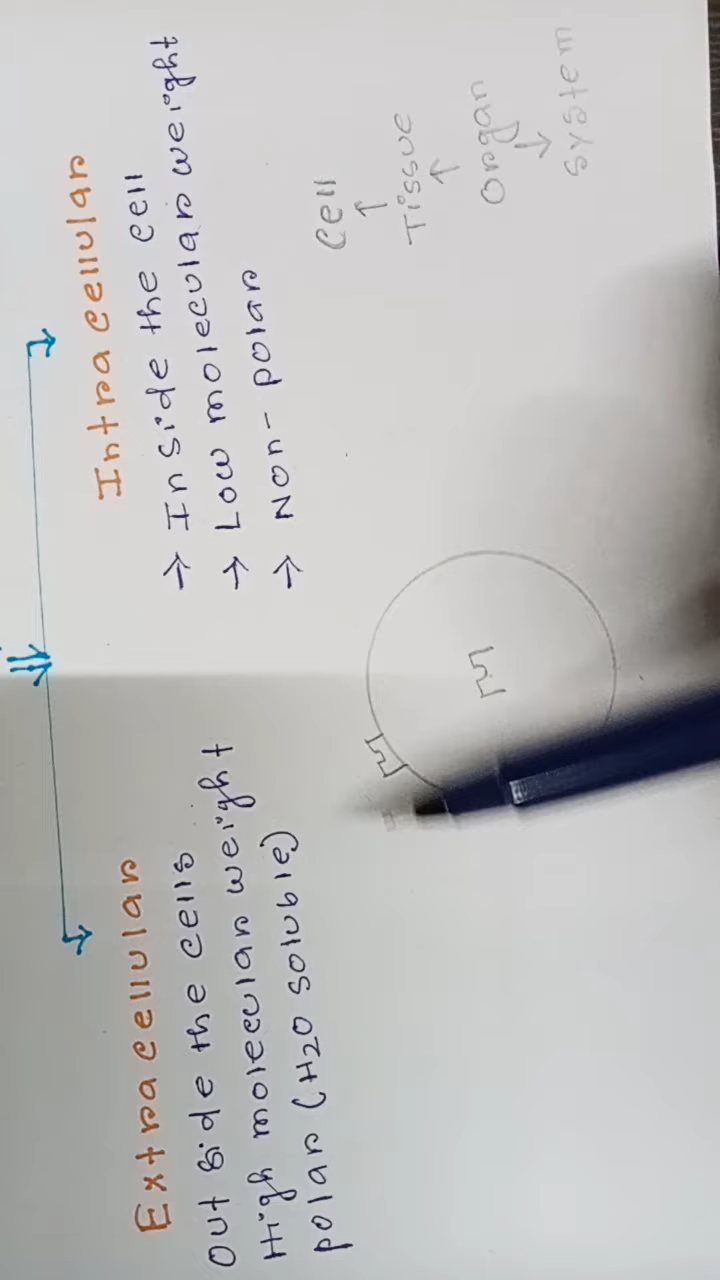 Extracellular
Out side the cells
High molecular weight
polar (H2O soluble)
Intracellular
→ Inside the cell
→ Low molecular weight
→ Non-polar
Cell
↓
Tissue
↓
Organ
↓
System